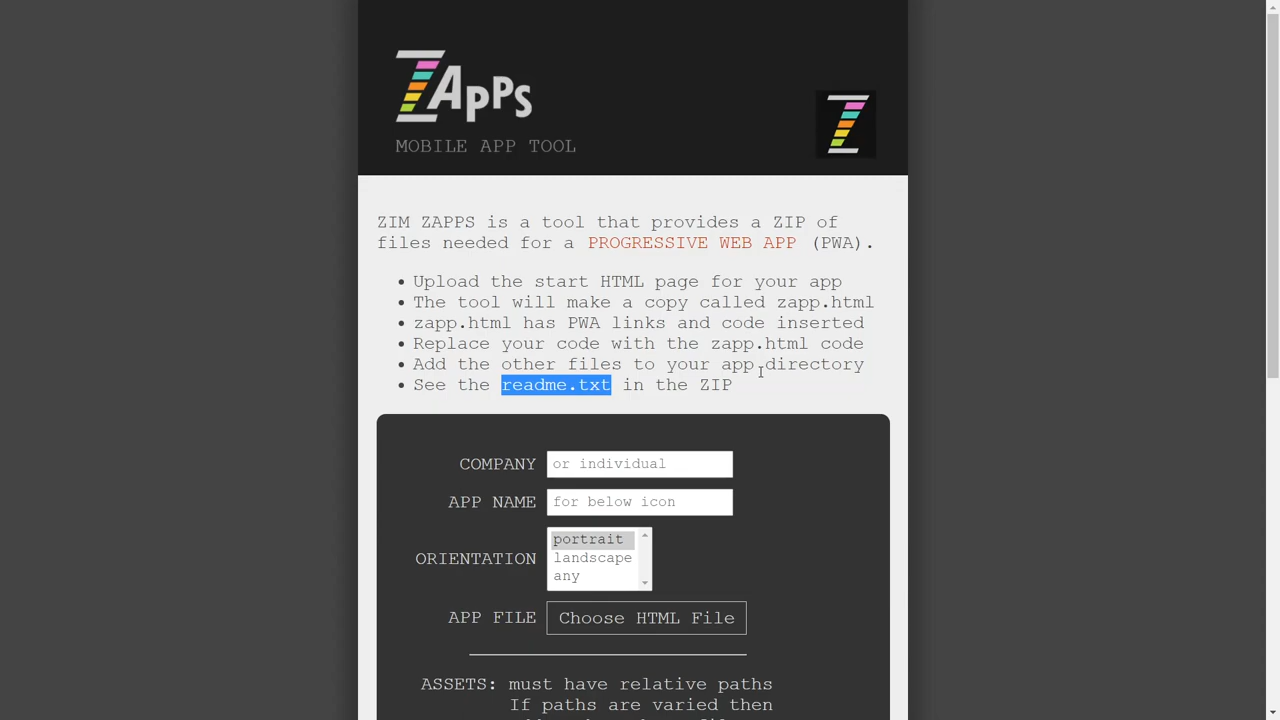 ZAPPS
MOBILE APP TOOL
Z
ZIM ZAPPS is a tool that provides a ZIP of
files needed for a PROGRESSIVE WEB APP (PWA).
• Upload the start HTML page for your app
• The tool will make a copy called zapp.html
• zapp.html has PWA links and code inserted
• Replace your code with the zapp.html code
• Add the other files to your app directory
• See the readme.txt in the ZIP
COMPANY or individual
APP NAME for below icon
ORIENTATION portrait
landscape
any
APP FILE Choose HTML File
ASSETS: must have relative paths
If paths are varied then